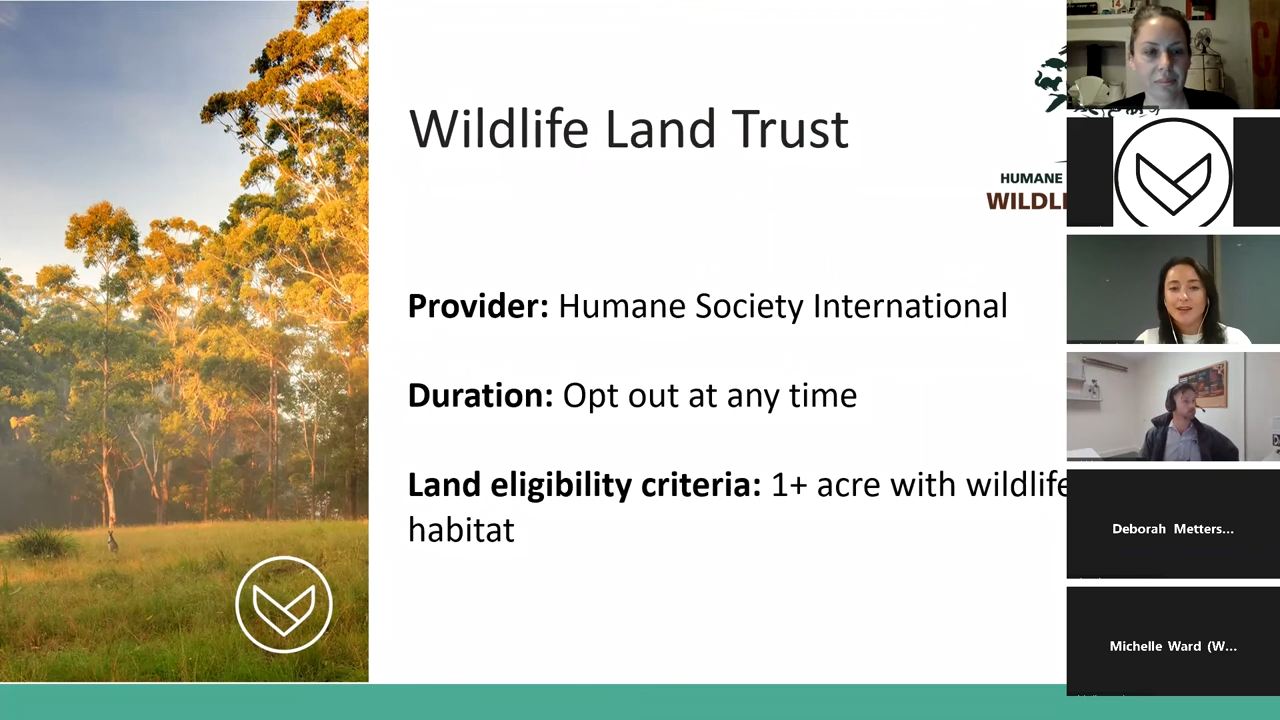 Wildlife Land Trust
HUMANE
WILDL
Provider: Humane Society International
Duration: Opt out at any time
Land eligibility criteria: 1+ acre with wildlife
habitat
Deborah Metters...
Michelle Ward (W...